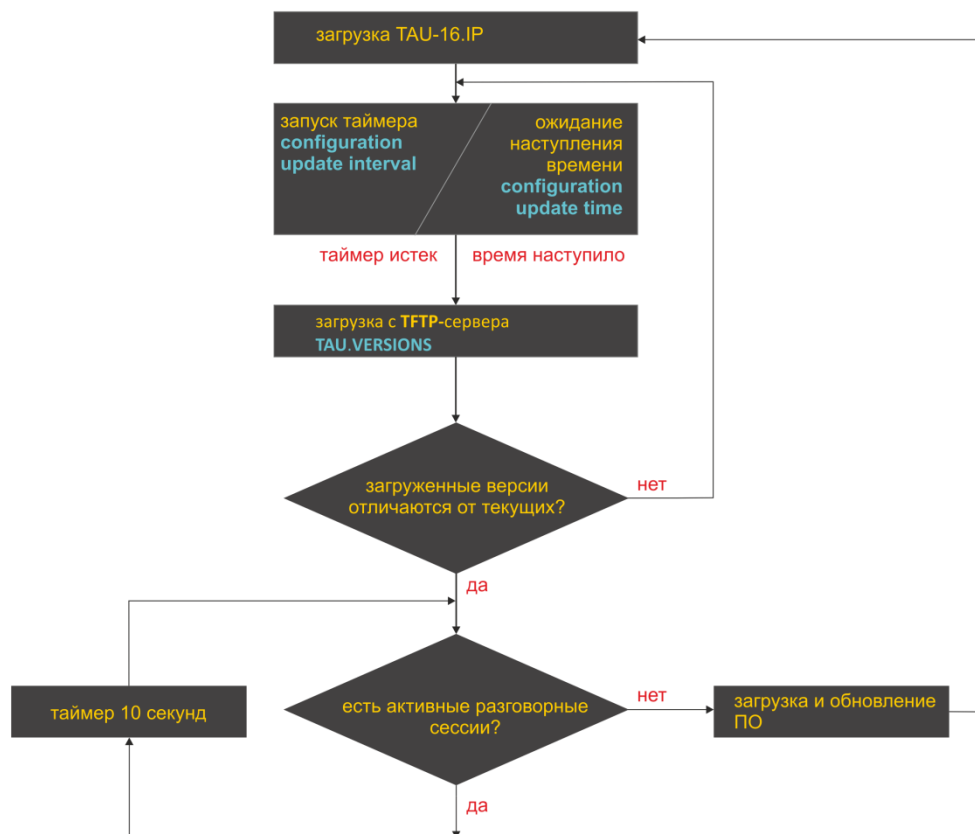 загрузка TAU-16.IP
запуск таймера
configuration
update interval
ожидание
наступления
времени
configuration
update time
таймер истек
время наступило
загрузка с TFTP-сервера
TAU.VERSIONS
загруженные версии
отличаются от текущих?
нет
да
таймер 10 секунд
есть активные разговорные
сессии?
нет
загрузка и обновление
ПО
да